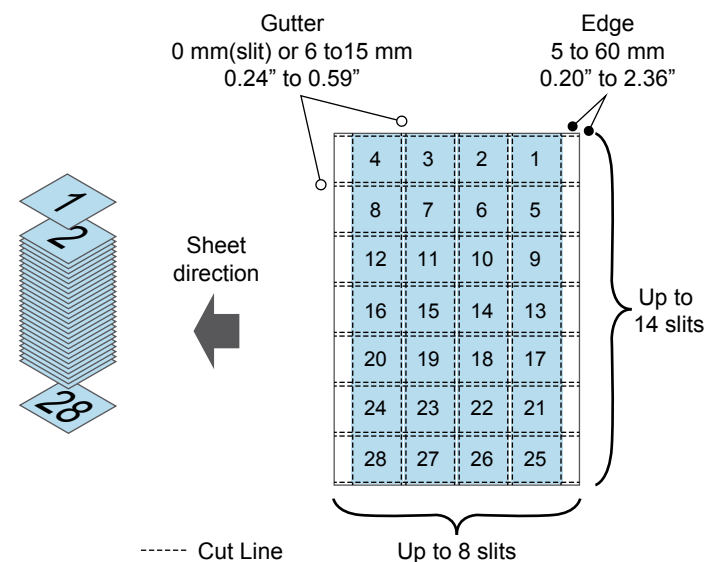 Gutter
0 mm(slit) or 6 to15 mm
0.24” to 0.59”
Edge
5 to 60 mm
0.20” to 2.36”
4 3 2 1
8 7 6 5
12 11 10 9
16 15 14 13
20 19 18 17
24 23 22 21
28 27 26 25
1
2
28
Sheet
direction
Up to
14 slits
Cut Line
Up to 8 slits